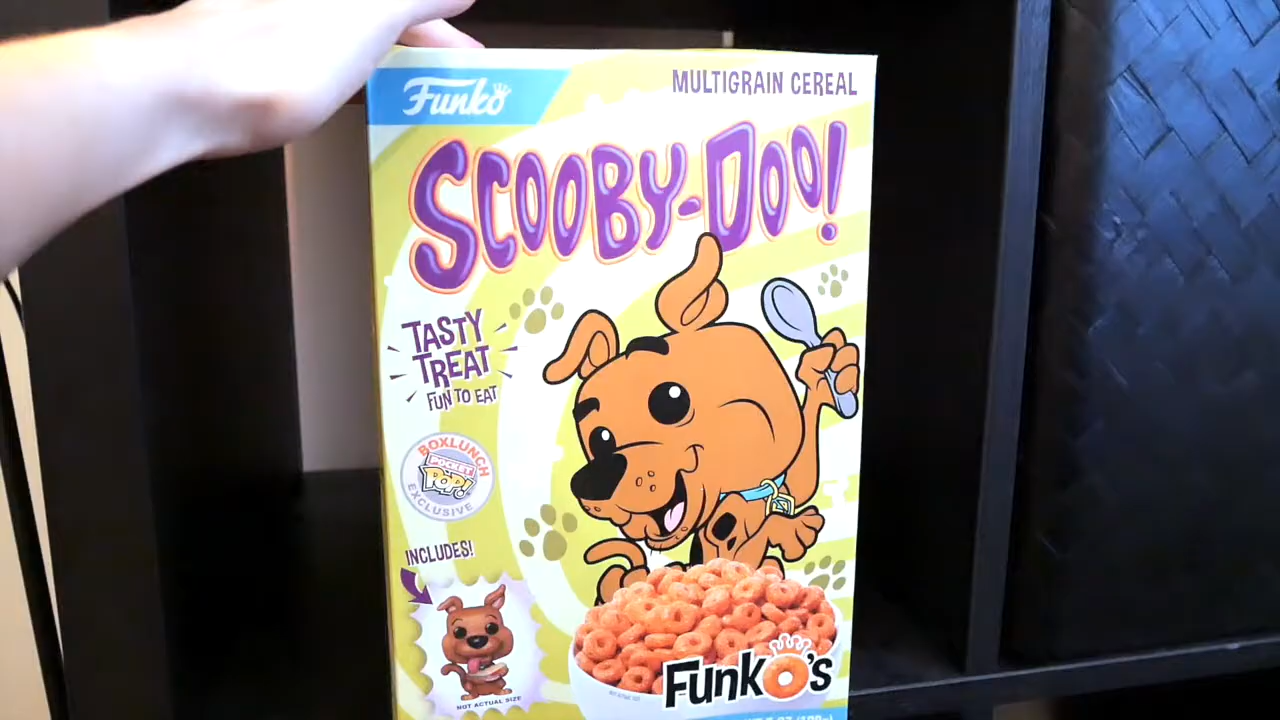 Funko
MULTIGRAIN CEREAL
SCOOBY-DOO!
TASTY
TREAT
FUN TO EAT
BOXLUNCH
POCKET
POP!
EXCLUSIVE
INCLUDES!
NOT ACTUAL SIZE
FunkO's